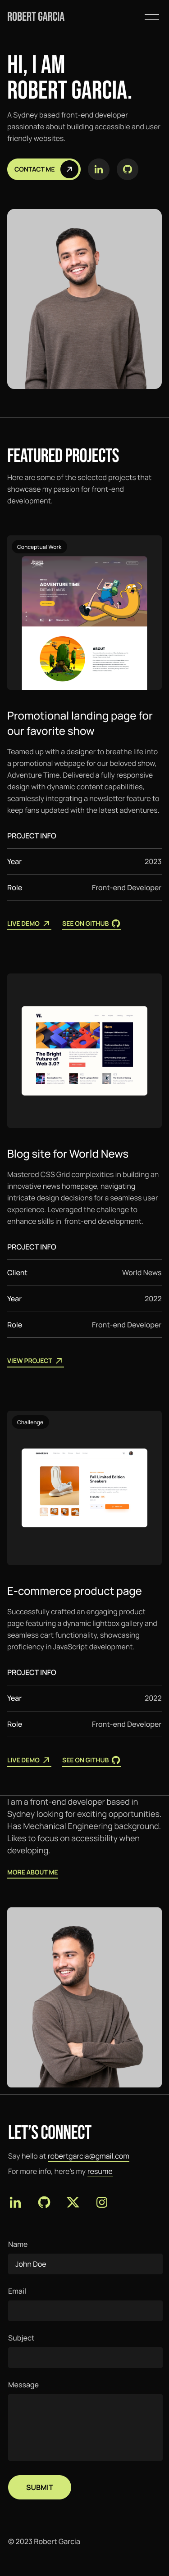 ROBERT GARCIA
HI, I AM
ROBERT GARCIA.
A Sydney based front-end developer
passionate about building accessible and user
friendly websites.
CONTACT ME
FEATURED PROJECTS
Here are some of the selected projects that
showcase my passion for front-end
development.
Conceptual Work
ADVENTURE TIME
ABOUT
Promotional landing page for
our favorite show
Teamed up with a designer to breathe life into
a promotional webpage for our beloved show,
Adventure Time. Delivered a fully responsive
design with dynamic content capabilities,
seamlessly integrating a newsletter feature to
keep fans updated with the latest adventures.
PROJECT INFO
Year 2023
Role Front-end Developer
LIVE DEMO SEE ON GITHUB
W.
New
The Bright
Future of
Web 3.0?
Blog site for World News
Mastered CSS Grid complexities in building an
innovative news homepage, navigating
intricate design decisions for a seamless user
experience. Leveraged the challenge to
enhance skills in front-end development.
PROJECT INFO
Client World News
Year 2022
Role Front-end Developer
VIEW PROJECT
Challenge
Fall Limited Edition
Sneakers
E-commerce product page
Successfully crafted an engaging product
page featuring a dynamic lightbox gallery and
seamless cart functionality, showcasing
proficiency in JavaScript development.
PROJECT INFO
Year 2022
Role Front-end Developer
LIVE DEMO SEE ON GITHUB
I am a front-end developer based in
Sydney looking for exciting opportunities.
Has Mechanical Engineering background.
Likes to focus on accessibility when
developing.
MORE ABOUT ME
LET'S CONNECT
Say hello at robertgarcia@gmail.com
For more info, here's my resume
Name
John Doe
Email
Subject
Message
SUBMIT
© 2023 Robert Garcia